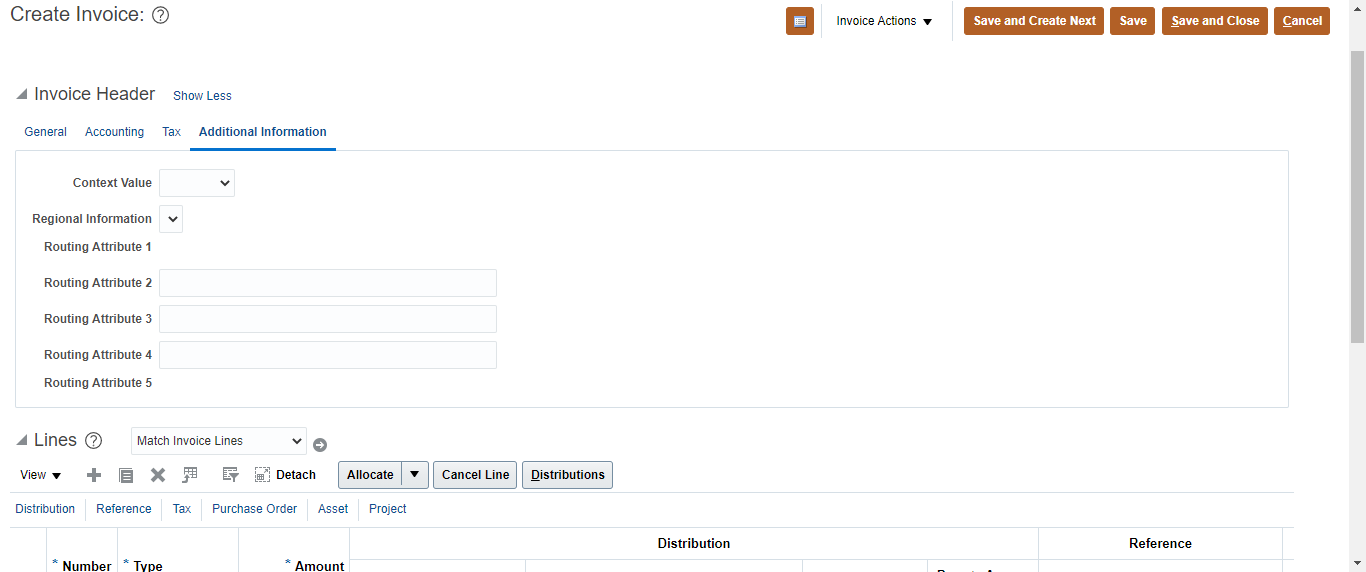 Create Invoice: ?
Invoice Actions
Save and Create Next
Save
Save and Close
Cancel
Invoice Header
Show Less
General
Accounting
Tax
Additional Information
Context Value
Regional Information
Routing Attribute 1
Routing Attribute 2
Routing Attribute 3
Routing Attribute 4
Routing Attribute 5
Lines ?
Match Invoice Lines
View
Detach
Allocate
Cancel Line
Distributions
Distribution
Reference
Tax
Purchase Order
Asset
Project
Distribution
Reference
* Number
* Type
* Amount